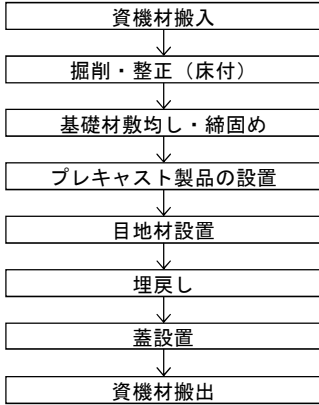 資機材搬入
掘削・整正（床付）
基礎材敷均し・締固め
プレキャスト製品の設置
目地材設置
埋戻し
蓋設置
資機材搬出